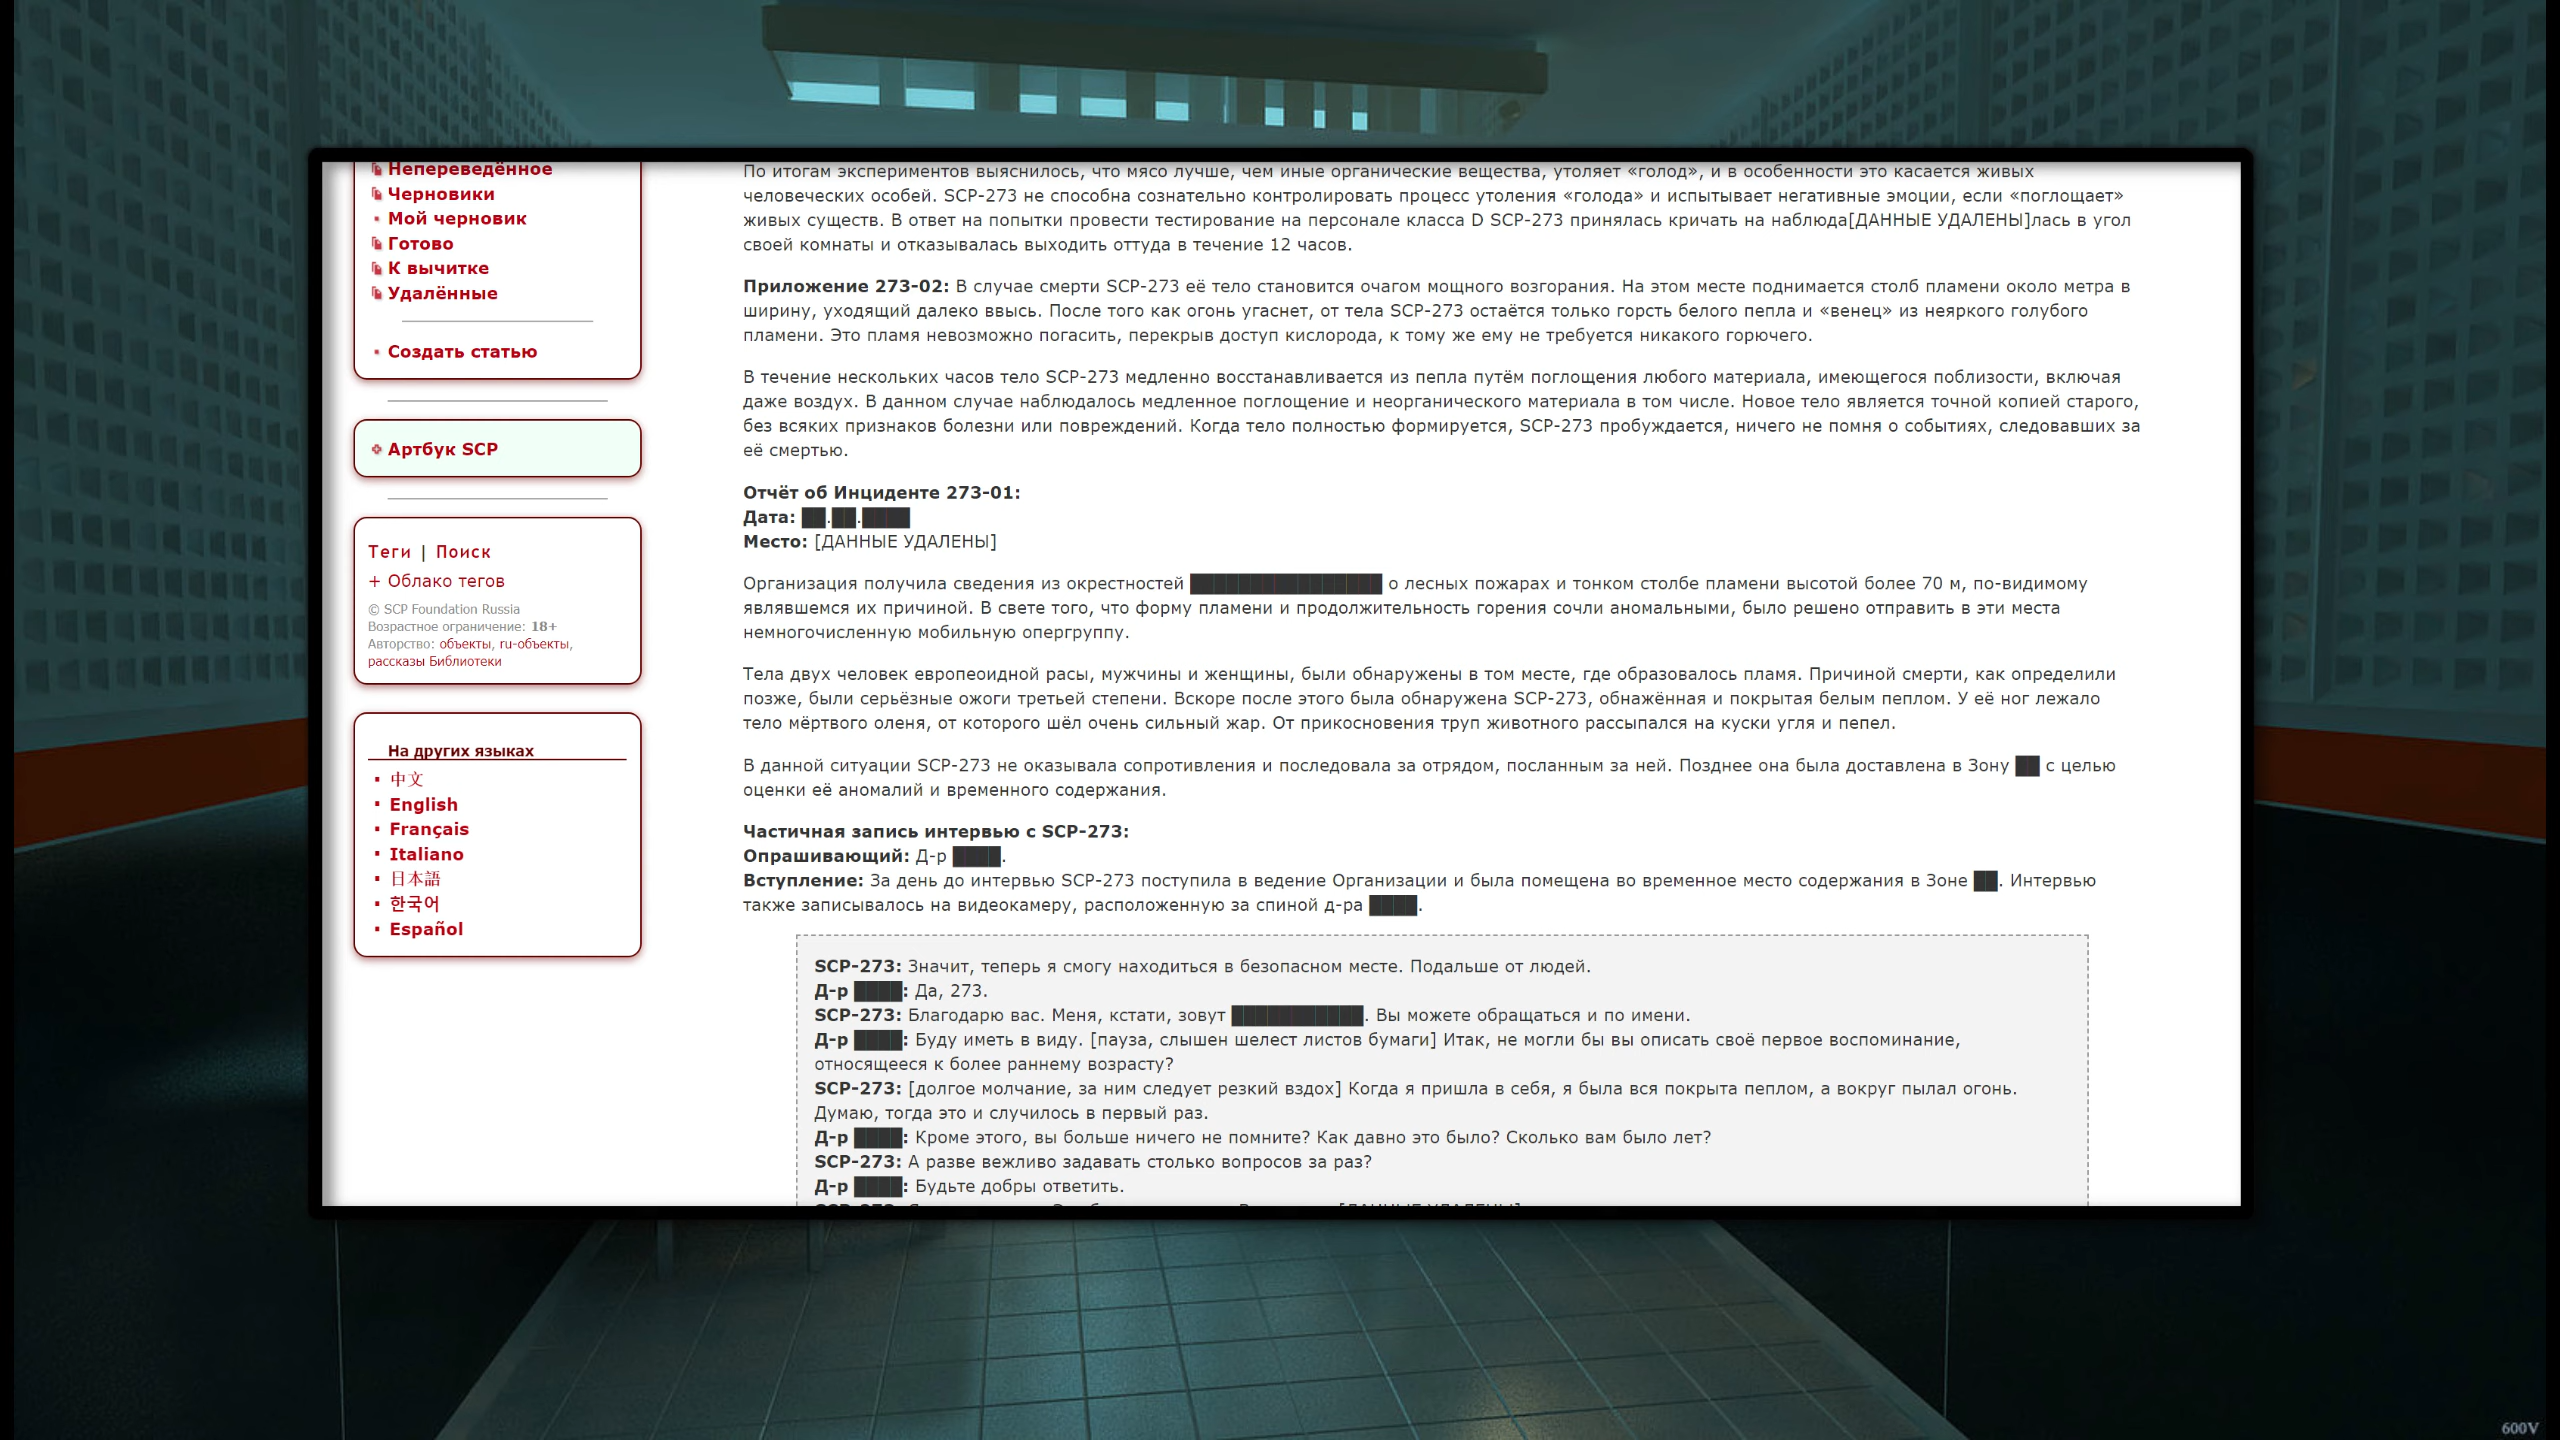 Непереведённое
Черновики
Мой черновик
Готово
К вычитке
Удалённые
Создать статью
Артбук SCP
Теги | Поиск
+ Облако тегов
© SCP Foundation Russia
Возрастное ограничение: 18+
Авторство: объекты, ru-объекты,
рассказы Библиотеки
На других языках
中文
English
Français
Italiano
日本語
한국어
Español
По итогам экспериментов выяснилось, что мясо лучше, чем иные органические вещества, утоляет «голод», и в особенности это касается живых
человеческих особей. SCP-273 не способна сознательно контролировать процесс утоления «голода» и испытывает негативные эмоции, если «поглощает»
живых существ. В ответ на попытки провести тестирование на персонале класса D SCP-273 принялась кричать на наблюда[ДАННЫЕ УДАЛЕНЫ]лась в угол
своей комнаты и отказывалась выходить оттуда в течение 12 часов.
Приложение 273-02: В случае смерти SCP-273 её тело становится очагом мощного возгорания. На этом месте поднимается столб пламени около метра в
ширину, уходящий далеко ввысь. После того как огонь угаснет, от тела SCP-273 остаётся только горсть белого пепла и «венец» из неяркого голубого
пламени. Это пламя невозможно погасить, перекрыв доступ кислорода, к тому же ему не требуется никакого горючего.
В течение нескольких часов тело SCP-273 медленно восстанавливается из пепла путём поглощения любого материала, имеющегося поблизости, включая
даже воздух. В данном случае наблюдалось медленное поглощение и неорганического материала в том числе. Новое тело является точной копией старого,
без всяких признаков болезни или повреждений. Когда тело полностью формируется, SCP-273 пробуждается, ничего не помня о событиях, следовавших за
её смертью.
Отчёт об Инциденте 273-01:
Дата: ██.██.████
Место: [ДАННЫЕ УДАЛЕНЫ]
Организация получила сведения из окрестностей ████████████████ о лесных пожарах и тонком столбе пламени высотой более 70 м, по-видимому
являвшемся их причиной. В свете того, что форму пламени и продолжительность горения сочли аномальными, было решено отправить в эти места
немногочисленную мобильную опергруппу.
Тела двух человек европеоидной расы, мужчины и женщины, были обнаружены в том месте, где образовалось пламя. Причиной смерти, как определили
позже, были серьёзные ожоги третьей степени. Вскоре после этого была обнаружена SCP-273, обнажённая и покрытая белым пеплом. У её ног лежало
тело мёртвого оленя, от которого шёл очень сильный жар. От прикосновения труп животного рассыпался на куски угля и пепел.
В данной ситуации SCP-273 не оказывала сопротивления и последовала за отрядом, посланным за ней. Позднее она была доставлена в Зону ██ с целью
оценки её аномалий и временного содержания.
Частичная запись интервью с SCP-273:
Опрашивающий: Д-р ████.
Вступление: За день до интервью SCP-273 поступила в ведение Организации и была помещена во временное место содержания в Зоне ██. Интервью
также записывалось на видеокамеру, расположенную за спиной д-ра ████.
SCP-273: Значит, теперь я смогу находиться в безопасном месте. Подальше от людей.
Д-р ████: Да, 273.
SCP-273: Благодарю вас. Меня, кстати, зовут ███████████. Вы можете обращаться и по имени.
Д-р ████: Буду иметь в виду. [пауза, слышен шелест листов бумаги] Итак, не могли бы вы описать своё первое воспоминание,
относящееся к более раннему возрасту?
SCP-273: [долгое молчание, за ним следует резкий вздох] Когда я пришла в себя, я была вся покрыта пеплом, а вокруг пылал огонь.
Думаю, тогда это и случилось в первый раз.
Д-р ████: Кроме этого, вы больше ничего не помните? Как давно это было? Сколько вам было лет?
SCP-273: А разве вежливо задавать столько вопросов за раз?
Д-р ████: Будьте добры ответить.
600V